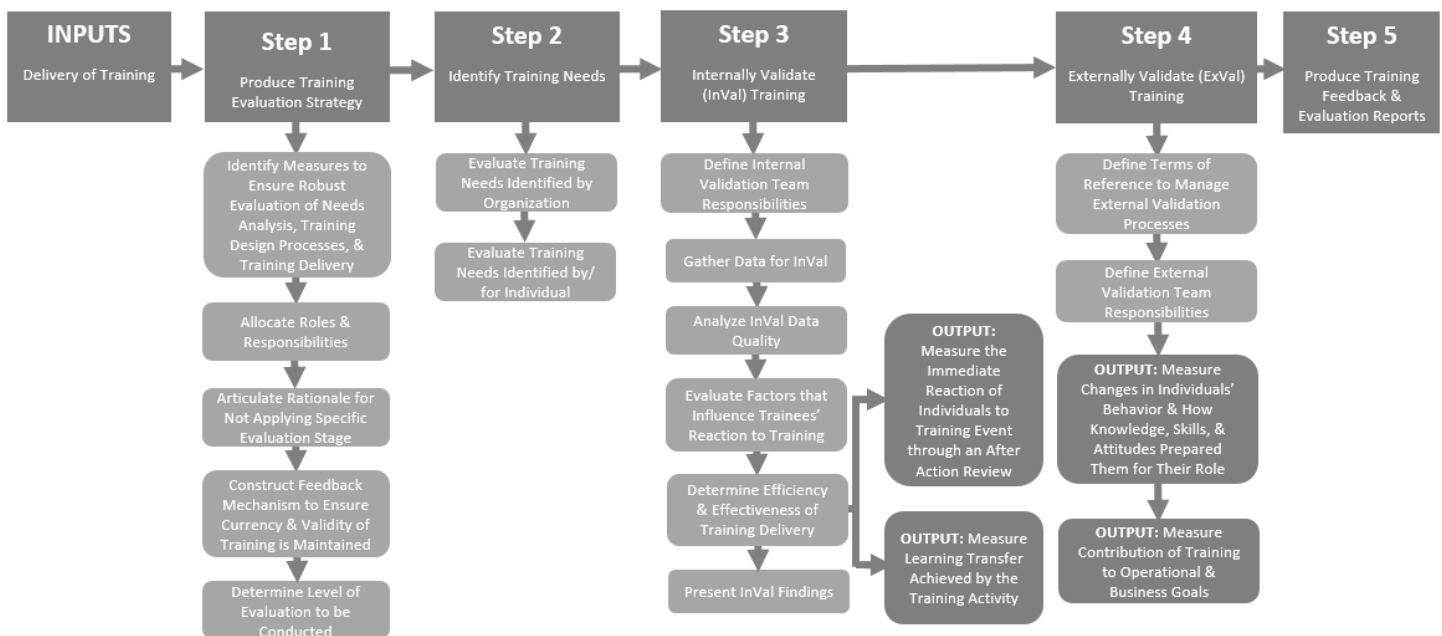 INPUTS
Delivery of Training
Step 1
Produce Training
Evaluation Strategy
Identify Measures to
Ensure Robust
Evaluation of Needs
Analysis, Training
Design Processes, &
Training Delivery
Allocate Roles &
Responsibilities
Articulate Rationale for
Not Applying Specific
Evaluation Stage
Construct Feedback
Mechanism to Ensure
Currency & Validity of
Training is Maintained
Determine Level of
Evaluation to be
Conducted
Step 2
Identify Training Needs
Evaluate Training
Needs Identified by
Organization
Evaluate Training
Needs Identified by/
for Individual
Step 3
Internally Validate
(InVal) Training
Define Internal
Validation Team
Responsibilities
Gather Data for InVal
Analyze InVal Data
Quality
Evaluate Factors that
Influence Trainees’
Reaction to Training
Determine Efficiency
& Effectiveness of
Training Delivery
Present InVal Findings
OUTPUT:
Measure the
Immediate
Reaction of
Individuals to
Training Event
through an After
Action Review
OUTPUT: Measure
Learning Transfer
Achieved by the
Training Activity
Step 4
Externally Validate (ExVal)
Training
Define Terms of
Reference to Manage
External Validation
Processes
Define External
Validation Team
Responsibilities
OUTPUT: Measure
Changes in Individuals’
Behavior & How
Knowledge, Skills, &
Attitudes Prepared
Them for Their Role
OUTPUT: Measure
Contribution of Training
to Operational &
Business Goals
Step 5
Produce Training
Feedback &
Evaluation Reports